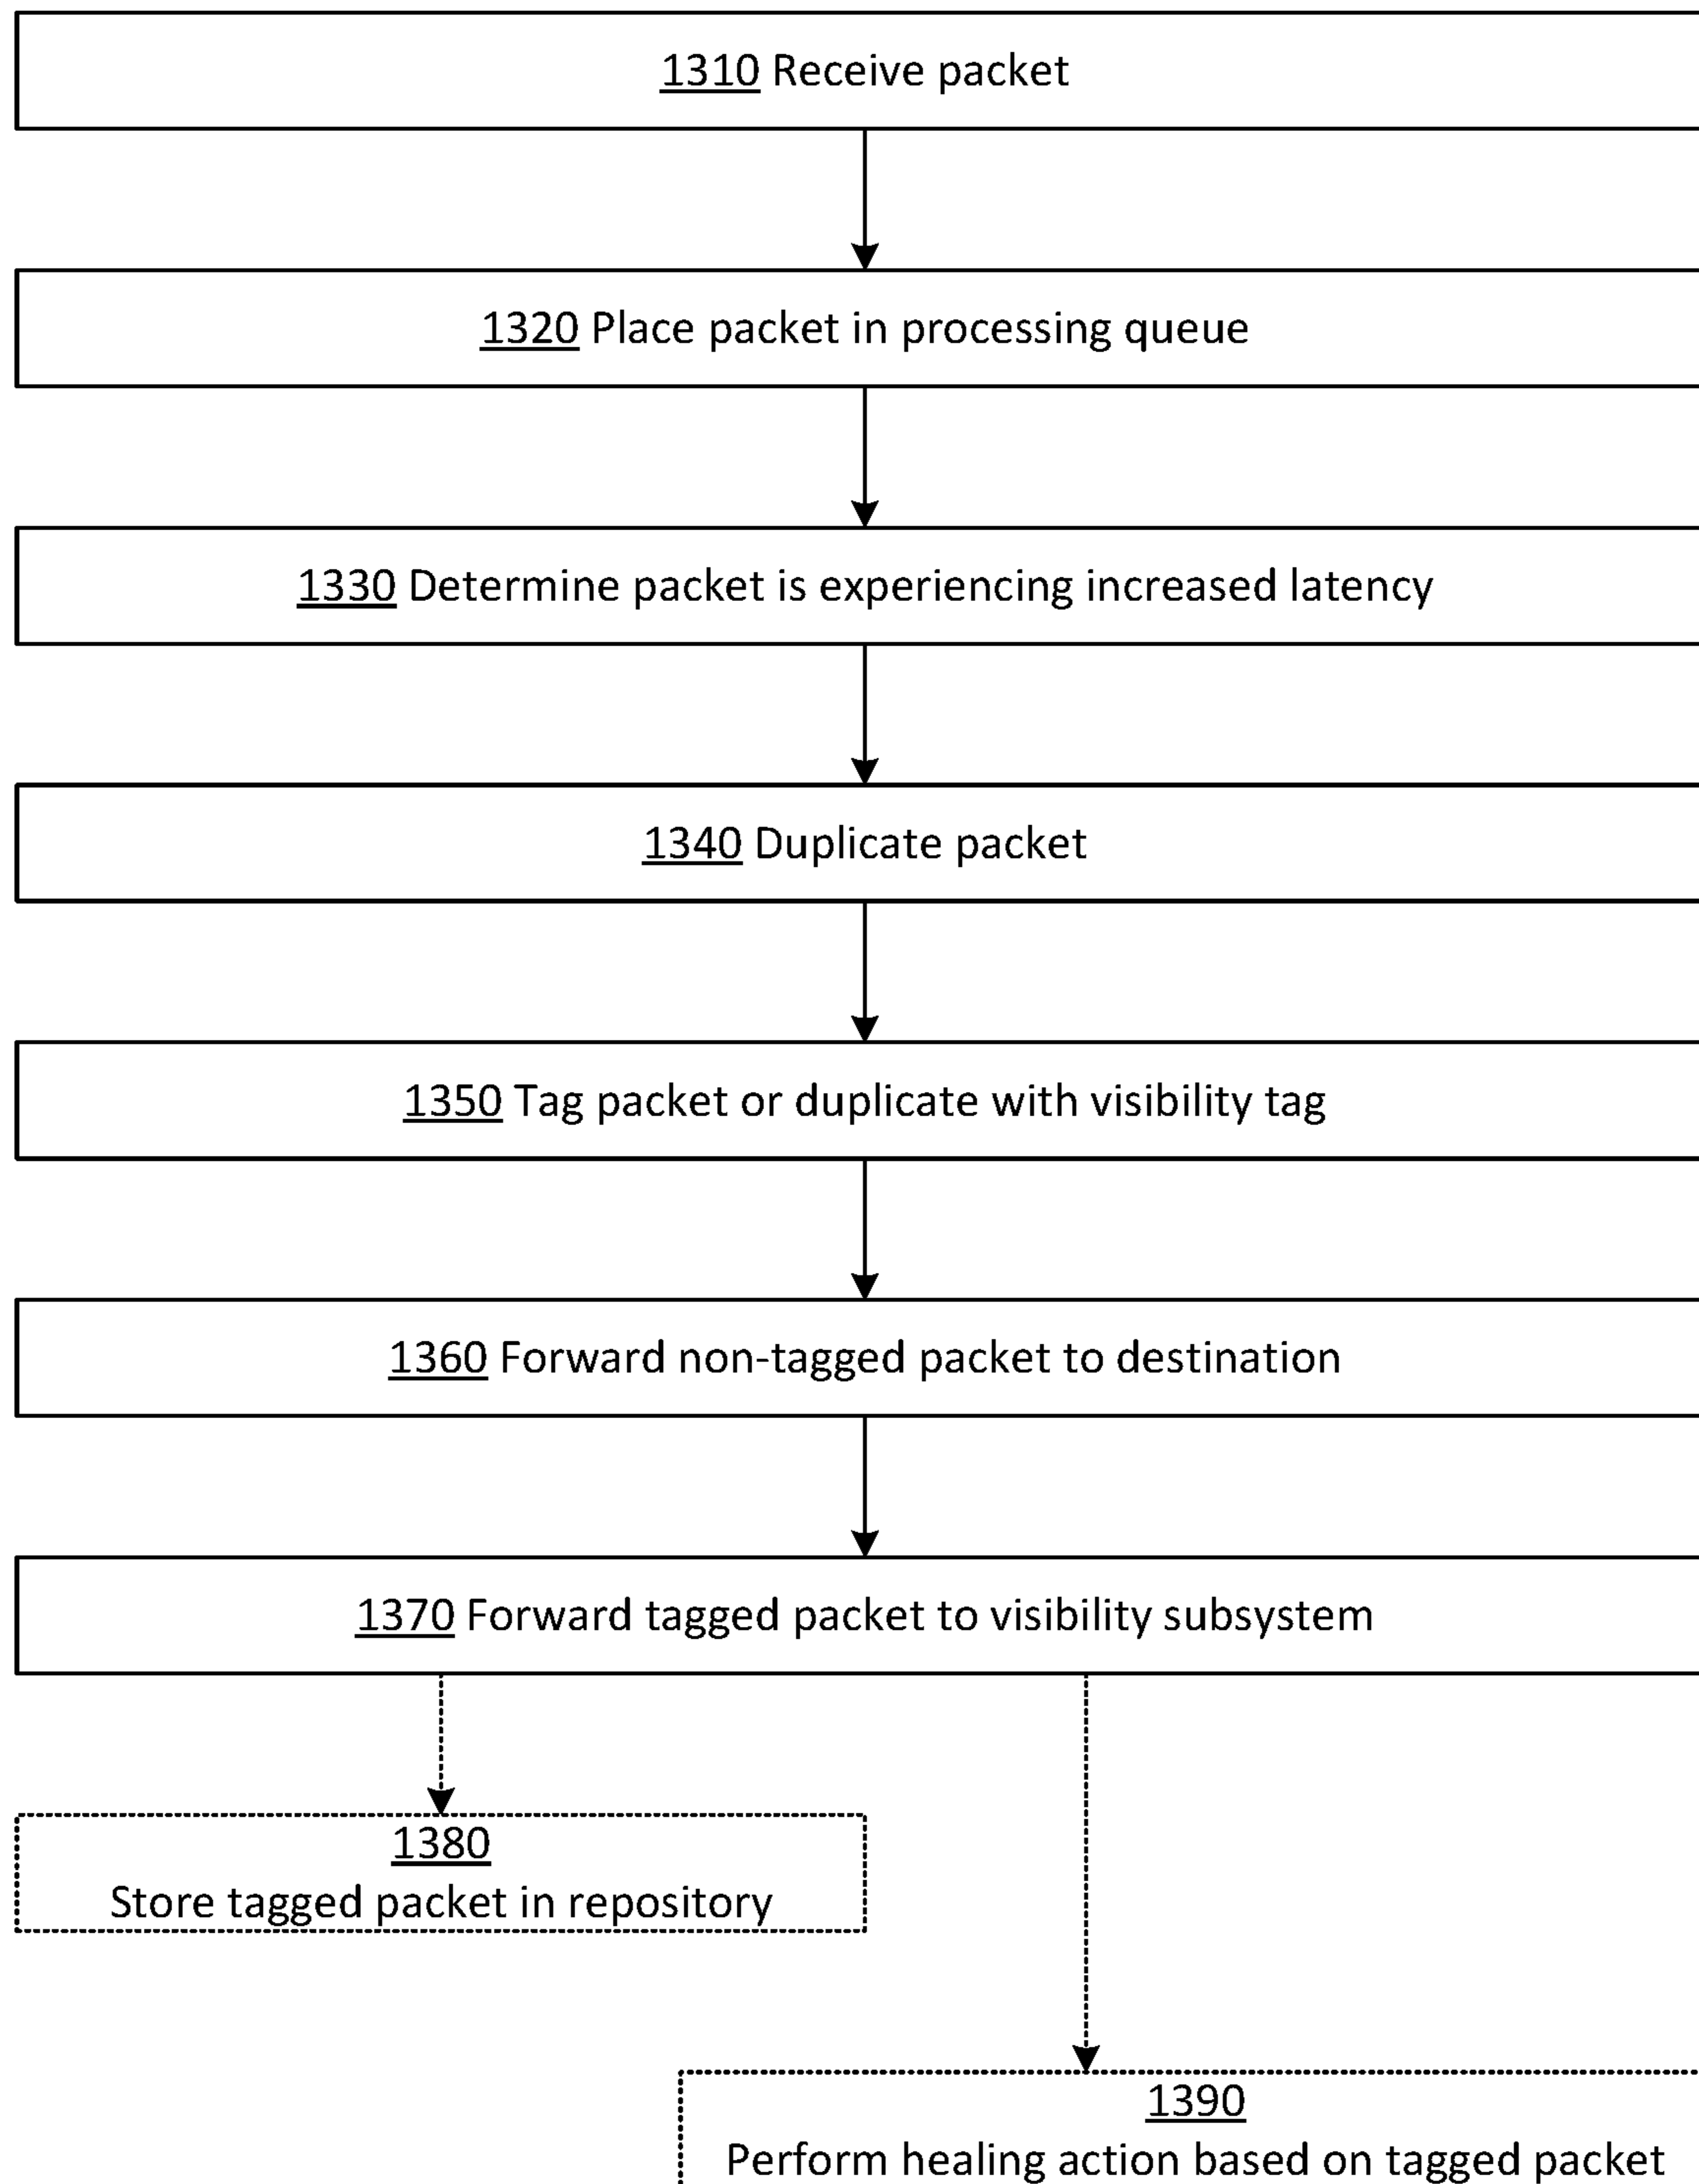 1310 Receive packet
1320 Place packet in processing queue
1330 Determine packet is experiencing increased latency
1340 Duplicate packet
1350 Tag packet or duplicate with visibility tag
1360 Forward non-tagged packet to destination
1370 Forward tagged packet to visibility subsystem
1380
Store tagged packet in repository
1390
Perform healing action based on tagged packet